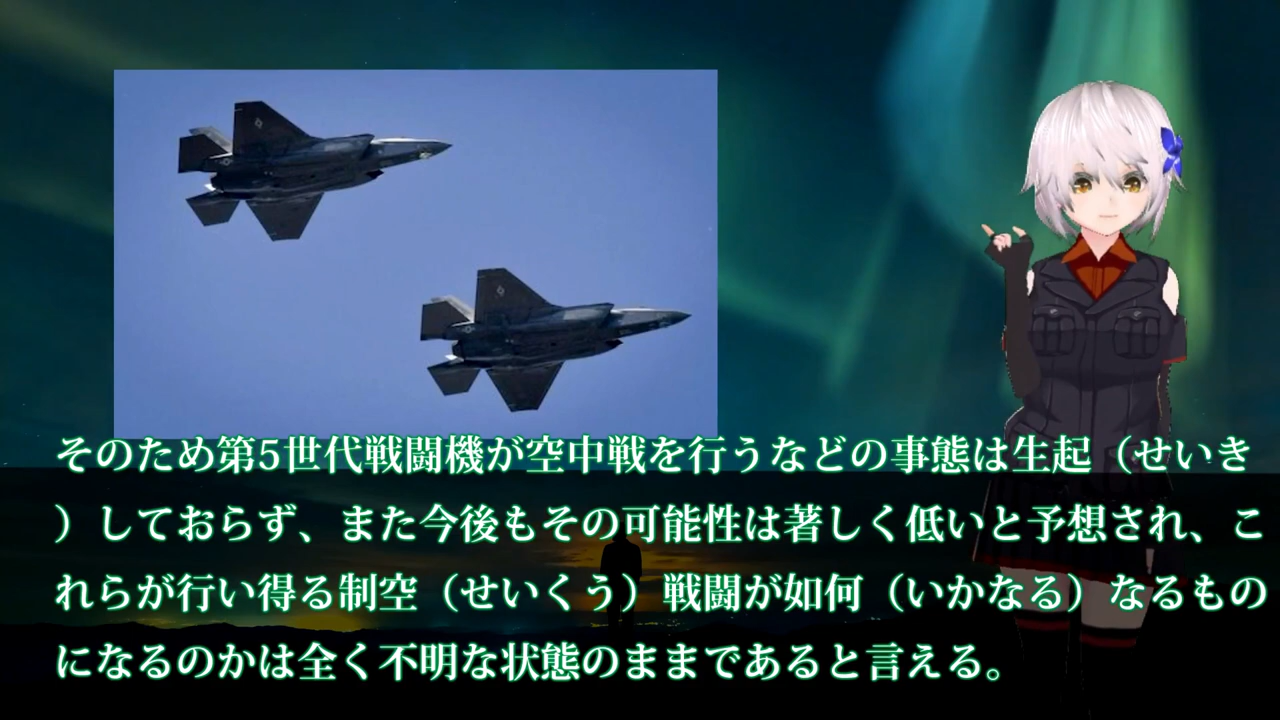 そのため第5世代戦闘機が空中戦を行うなどの事態は生起（せいき
）しておらず、また今後もその可能性は著しく低いと予想され、こ
れらが行い得る制空（せいくう）戦闘が如何（いかなる）なるもの
になるのかは全く不明な状態のままであると言える。